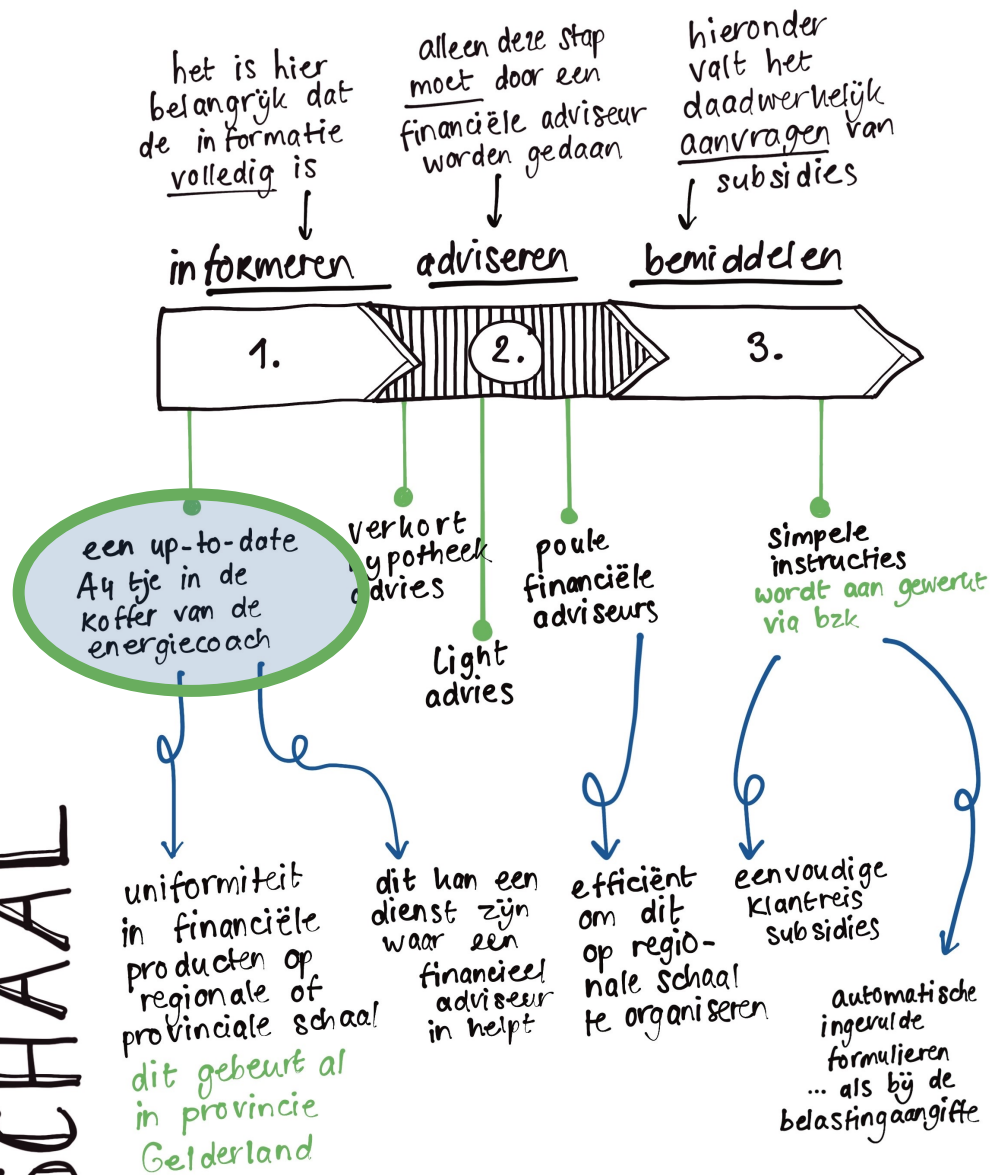 het is hier
belangrijk dat
de informatie
volledig is
alleen deze stap
moet door een
financiële adviseur
worden gedaan
hieronder
valt het
daadwerkelijk
aanvragen van
subsidies
informeren
adviseren
bemiddelen
1.
2.
3.
een up-to-date
A4 tje in de
koffer van de
energiecoach
verkort
ypotheek
dvies
light
advies
poule
financiële
adviseurs
simpele
instructies
wordt aan gewerkt
via bzk
uniformiteit
in financiële
producten op
regionale of
provinciale schaal
dit gebeurt al
in provincie
Gelderland
dit kan een
dienst zijn
waar een
financieel
adviseur
in helpt
efficiënt
om dit
op regio-
nale schaal
te organiseren
eenvoudige
klantreis
subsidies
automatische
ingevulde
formulieren
... als bij de
belastingaangifte
SCHAAL